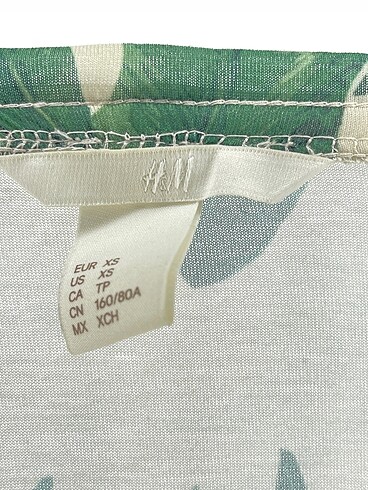 H&M
EUR XS
US XS
CA TP
CN 160/80A
MX XCH